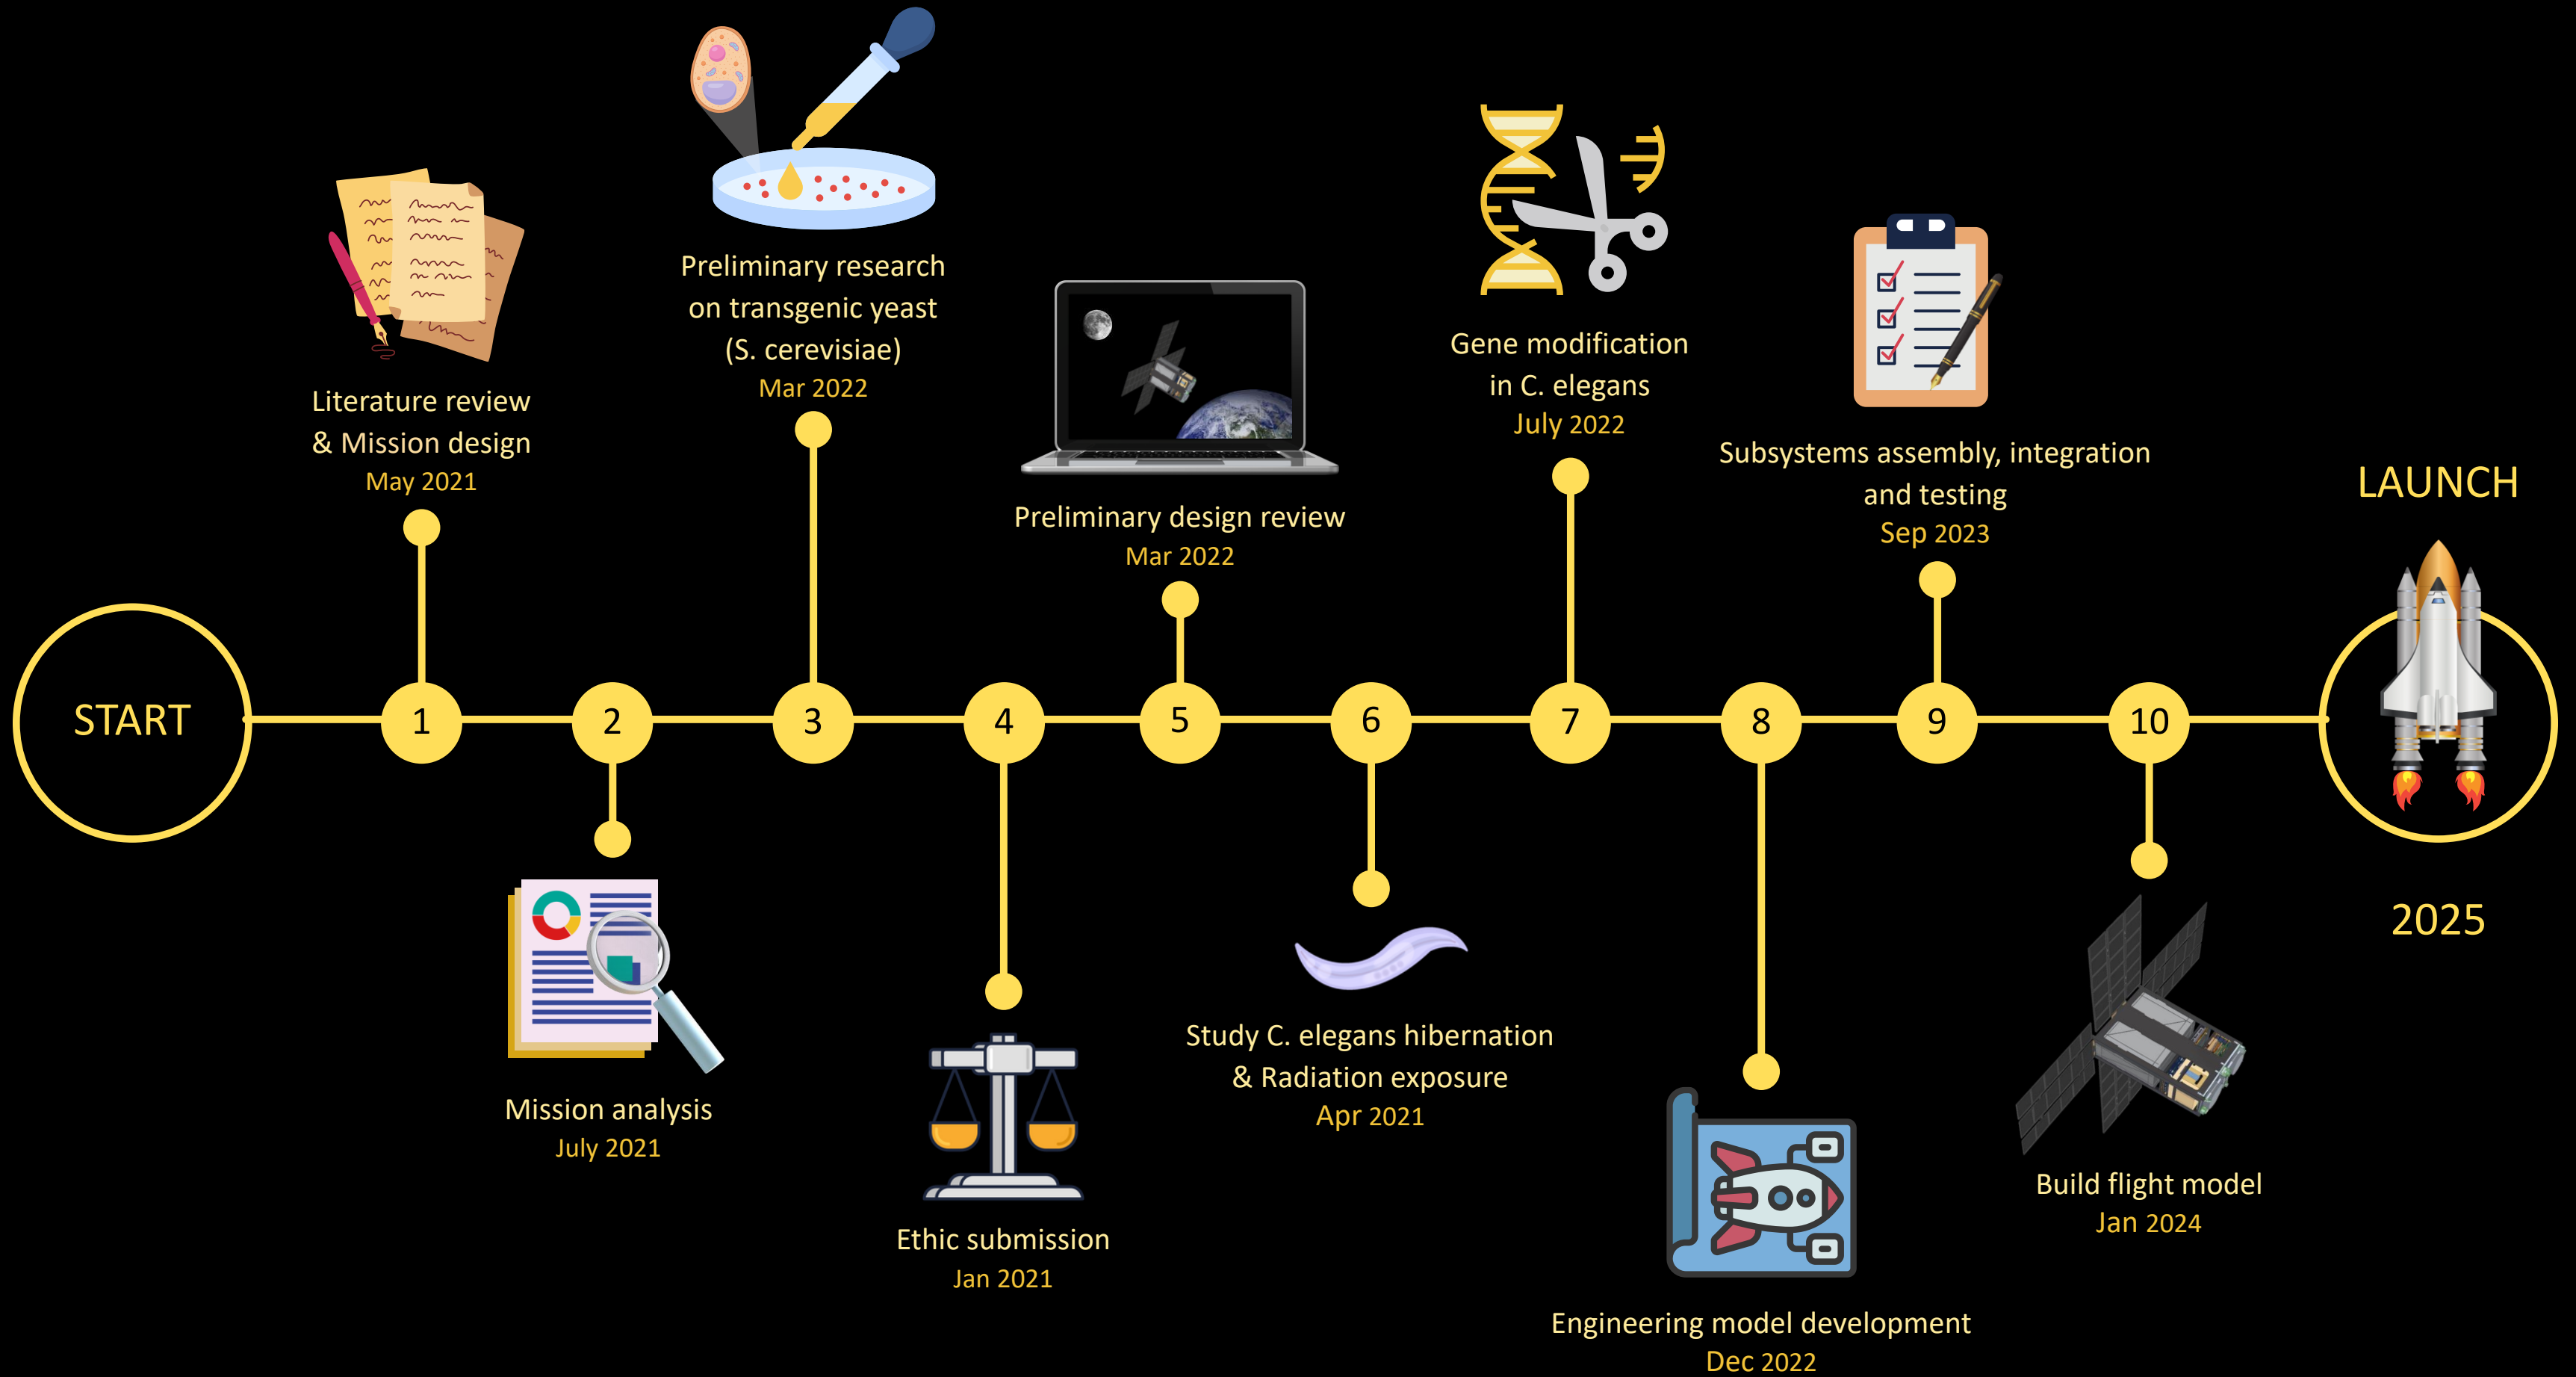 START
1
Literature review
& Mission design
May 2021
2
Mission analysis
July 2021
3
Preliminary research
on transgenic yeast
(S. cerevisiae)
Mar 2022
4
Ethic submission
Jan 2021
5
Preliminary design review
Mar 2022
6
Study C. elegans hibernation
& Radiation exposure
Apr 2021
7
Gene modification
in C. elegans
July 2022
8
Engineering model development
Dec 2022
9
Subsystems assembly, integration
and testing
Sep 2023
10
Build flight model
Jan 2024
LAUNCH
2025